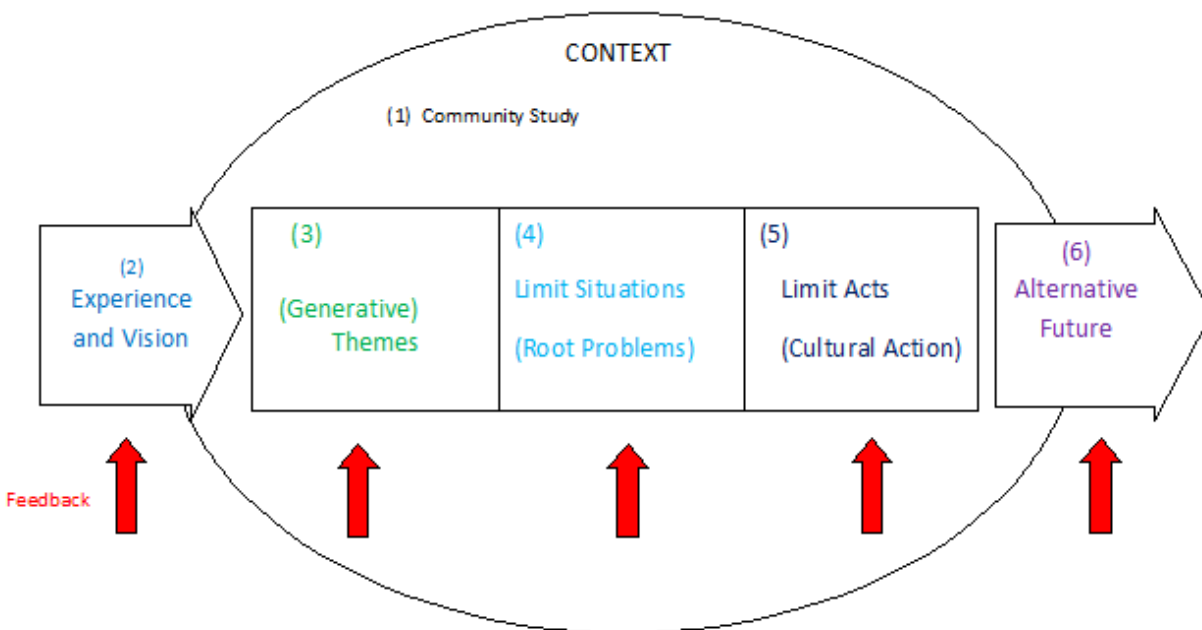 CONTEXT
(1) Community Study
(2)
Experience
and Vision
(3)
(Generative)
Themes
(4)
Limit Situations
(Root Problems)
(5)
Limit Acts
(Cultural Action)
(6)
Alternative
Future
Feedback